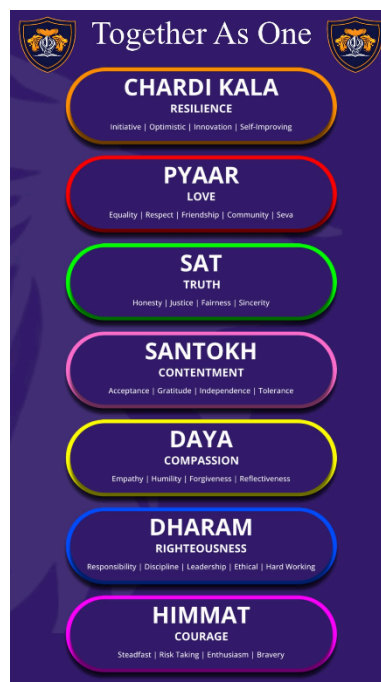 Together As One
CHARDI KALA
RESILIENCE
Initiative | Optimistic | Innovation | Self-Improving
PYAAR
LOVE
Equality | Respect | Friendship | Community | Seva
SAT
TRUTH
Honesty | Justice | Fairness | Sincerity
SANTOKH
CONTENTMENT
Acceptance | Gratitude | Independence | Tolerance
DAYA
COMPASSION
Empathy | Humility | Forgiveness | Reflectiveness
DHARAM
RIGHTEOUSNESS
Responsibility | Discipline | Leadership | Ethical | Hard Working
HIMMAT
COURAGE
Steadfast | Risk Taking | Enthusiasm | Bravery